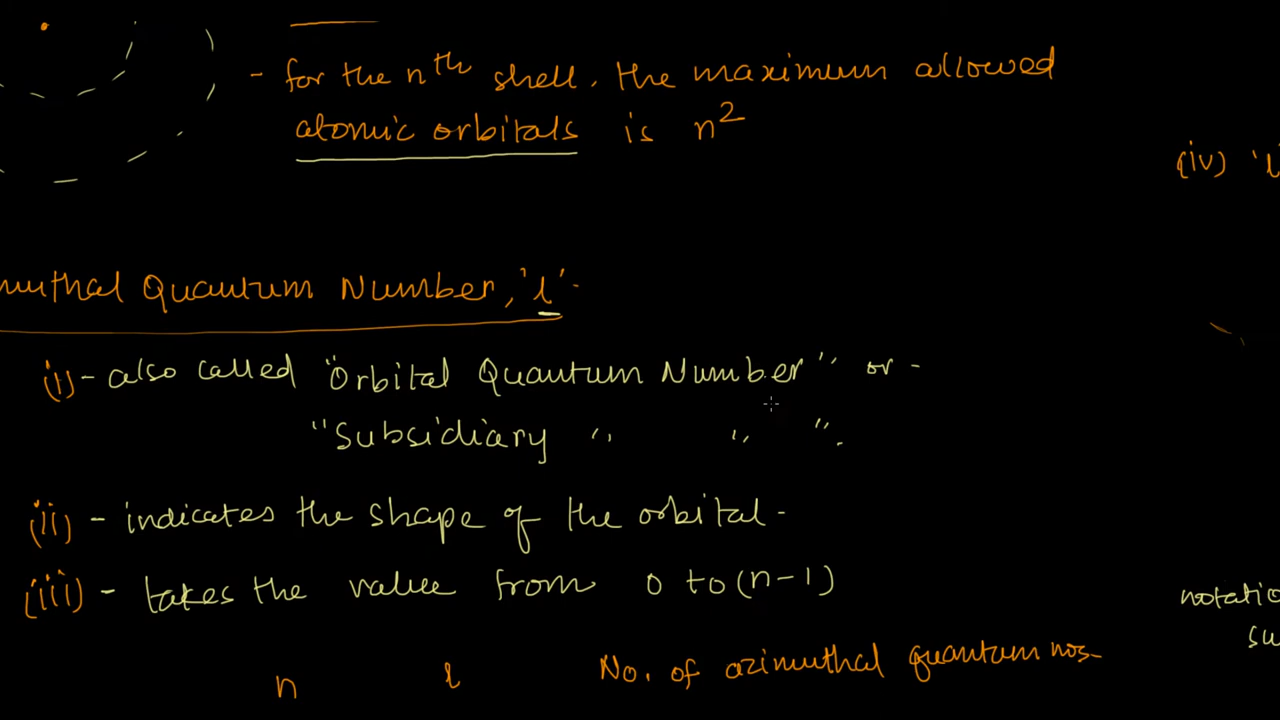 - for the nth shell, the maximum allowed
atomic orbitals is n²
(iv) 'l
muthal Quantum Number, 'l'.
(i) - also called "Orbital Quantum Number" or -
"Subsidiary " " ".
(ii) - indicates the shape of the orbital -
(iii) - takes the value from 0 to (n-1)
notatio
su
n l No. of azimuthal quantum nos-